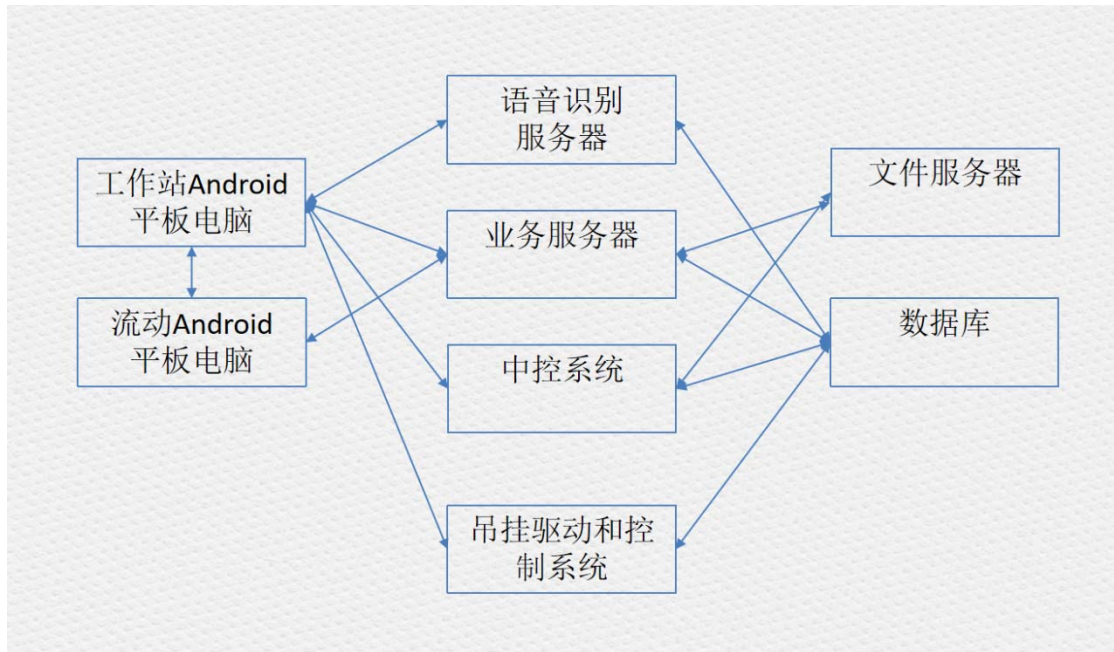 语音识别
服务器
工作站Android
平板电脑
文件服务器
业务服务器
流动Android
平板电脑
数据库
中控系统
吊挂驱动和控
制系统